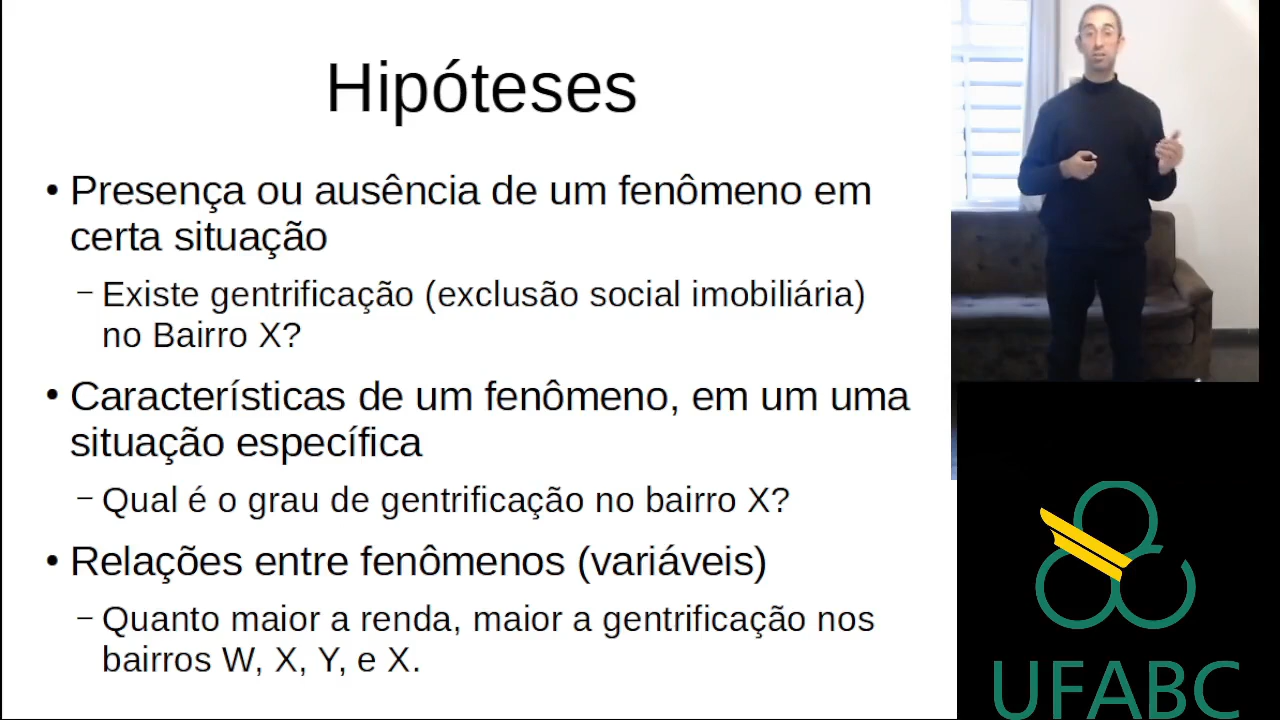 Hipóteses
• Presença ou ausência de um fenômeno em
certa situação
– Existe gentrificação (exclusão social imobiliária)
no Bairro X?
• Características de um fenômeno, em um uma
situação específica
– Qual é o grau de gentrificação no bairro X?
• Relações entre fenômenos (variáveis)
– Quanto maior a renda, maior a gentrificação nos
bairros W, X, Y, e X.
UFABC